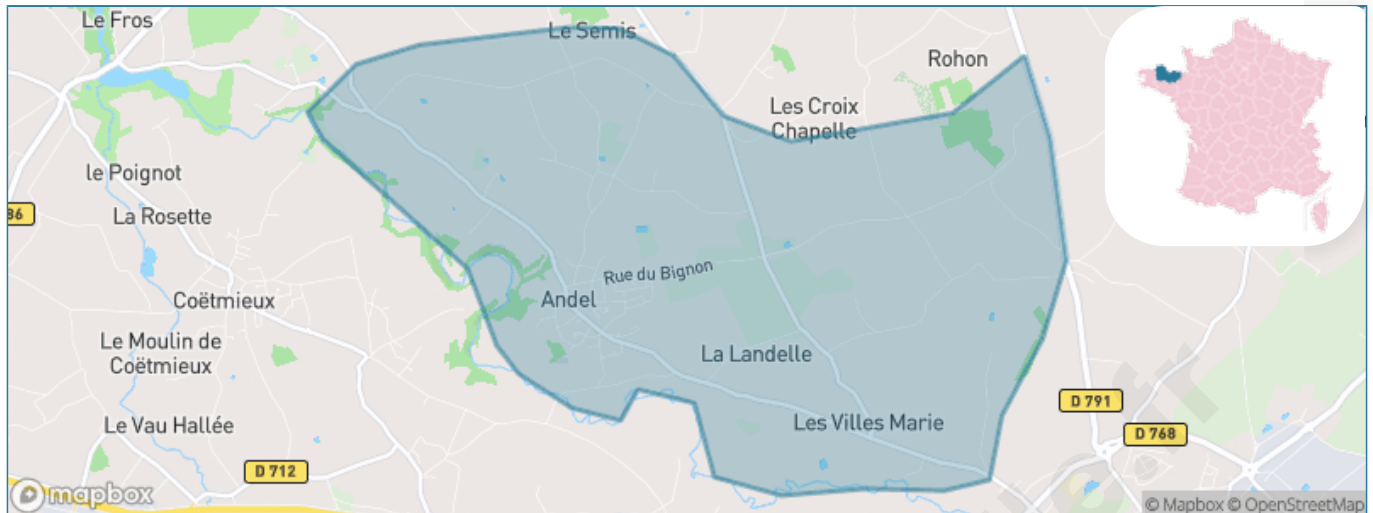 Le Fros
Le Semis
Rohon
Les Croix
Chapelle
le Poignot
La Rosette
86
Rue du Bignon
Coëtmieux
Andel
Le Moulin de
Coëtmieux
La Landelle
D 791
Le Vau Hallée
Les Villes Marie
D 768
D 712
mapbox
© Mapbox © OpenStreetMap